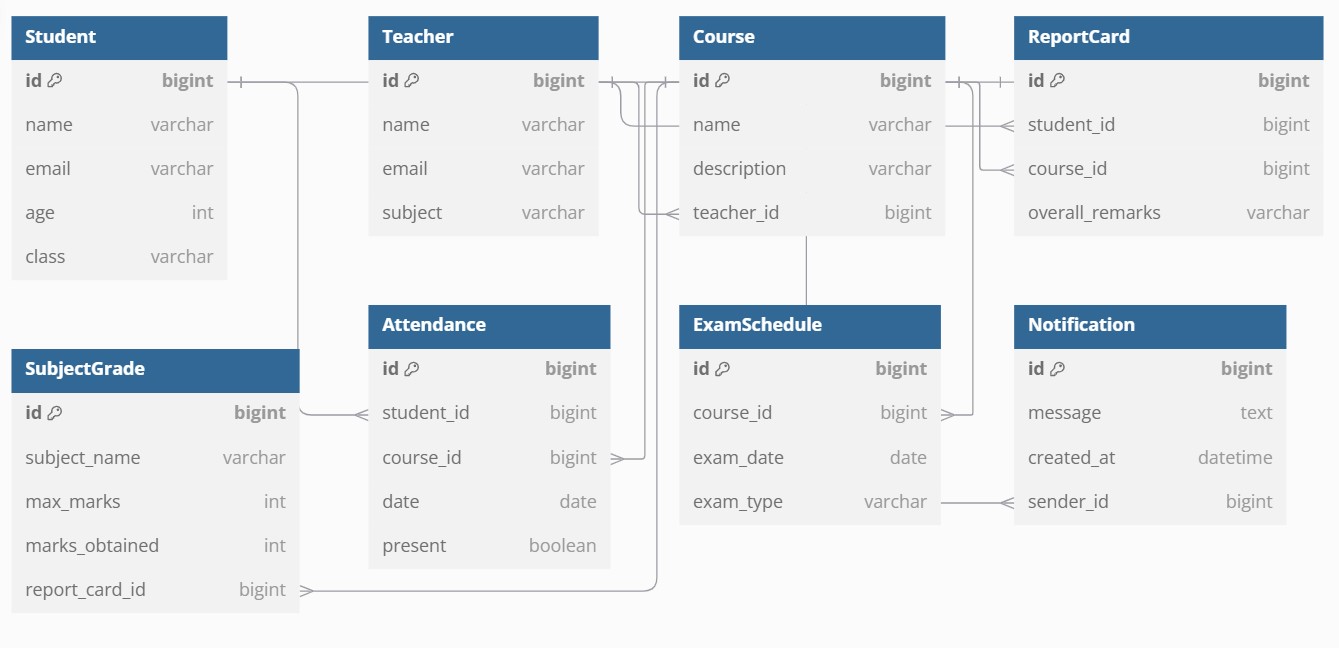 Student
id bigint
name varchar
email varchar
age int
class varchar
Teacher
id bigint
name varchar
email varchar
subject varchar
Course
id bigint
name varchar
description varchar
teacher_id bigint
ReportCard
id bigint
student_id bigint
course_id bigint
overall_remarks varchar
SubjectGrade
id bigint
subject_name varchar
max_marks int
marks_obtained int
report_card_id bigint
Attendance
id bigint
student_id bigint
course_id bigint
date date
present boolean
ExamSchedule
id bigint
course_id bigint
exam_date date
exam_type varchar
Notification
id bigint
message text
created_at datetime
sender_id bigint